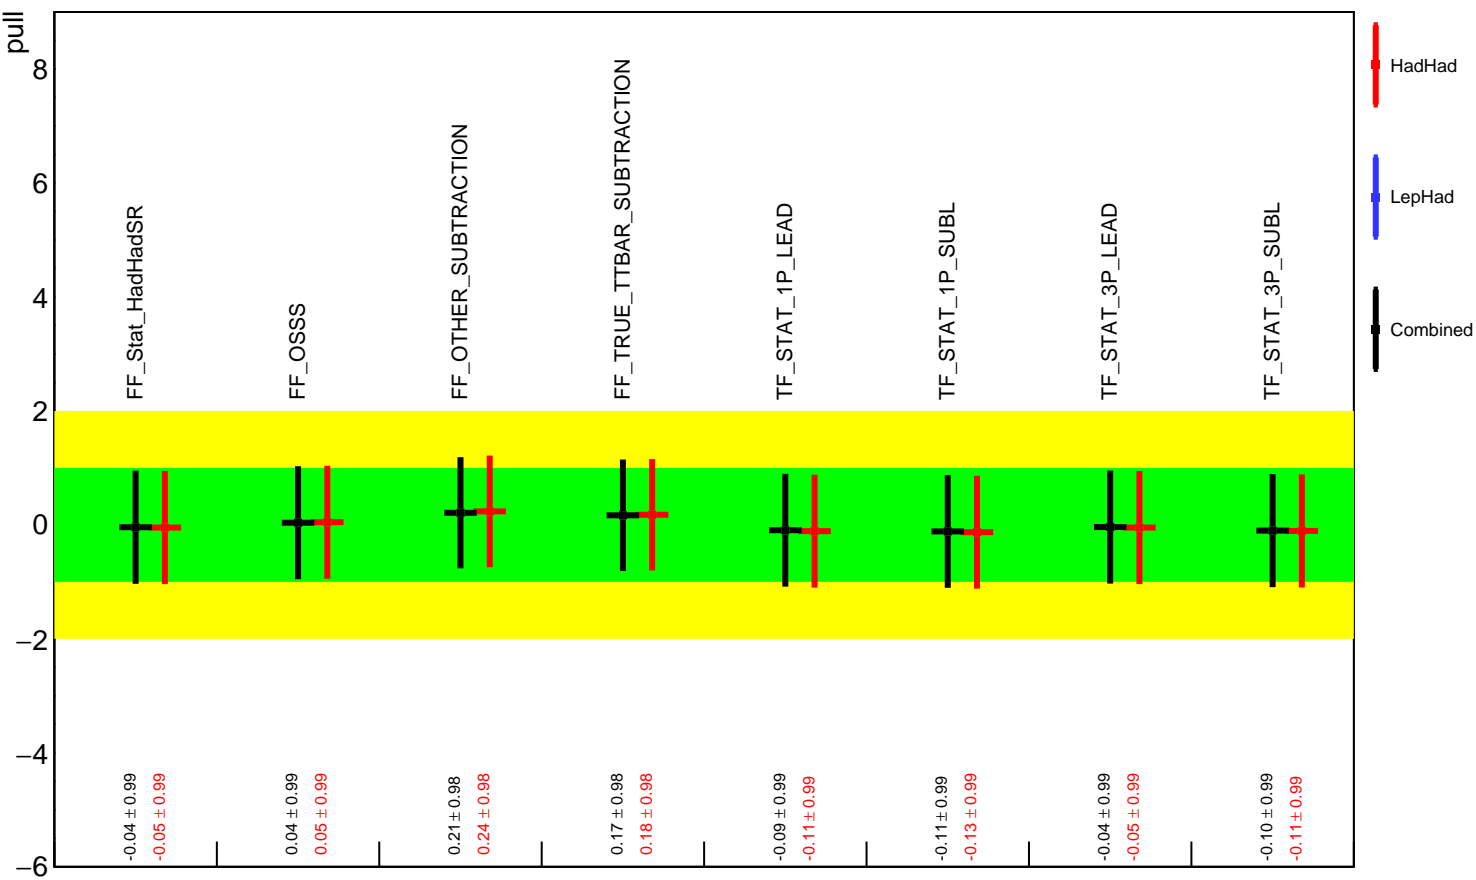 pull
8
6
4
2
0
−2
−4
−6
FF_Stat_HadHadSR
FF_OSSS
FF_OTHER_SUBTRACTION
FF_TRUE_TTBAR_SUBTRACTION
TF_STAT_1P_LEAD
TF_STAT_1P_SUBL
TF_STAT_3P_LEAD
TF_STAT_3P_SUBL
-0.04 ± 0.99
-0.05 ± 0.99
0.04 ± 0.99
0.05 ± 0.99
0.21 ± 0.98
0.24 ± 0.98
0.17 ± 0.98
0.18 ± 0.98
-0.09 ± 0.99
-0.11 ± 0.99
-0.11 ± 0.99
-0.13 ± 0.99
-0.04 ± 0.99
-0.05 ± 0.99
-0.10 ± 0.99
-0.11 ± 0.99
HadHad
LepHad
Combined